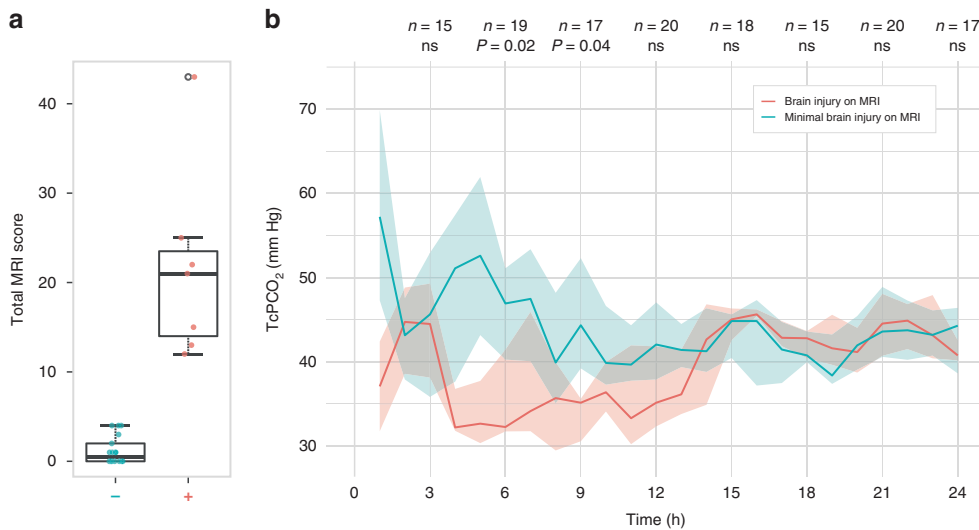 a
Total MRI score
40
30
20
10
0
−
+
b
n = 15 n = 19 n = 17 n = 20 n = 18 n = 15 n = 20 n = 17
ns P = 0.02 P = 0.04 ns ns ns ns ns
TcPCO₂ (mm Hg)
70
60
50
40
30
Brain injury on MRI
Minimal brain injury on MRI
0 3 6 9 12 15 18 21 24
Time (h)